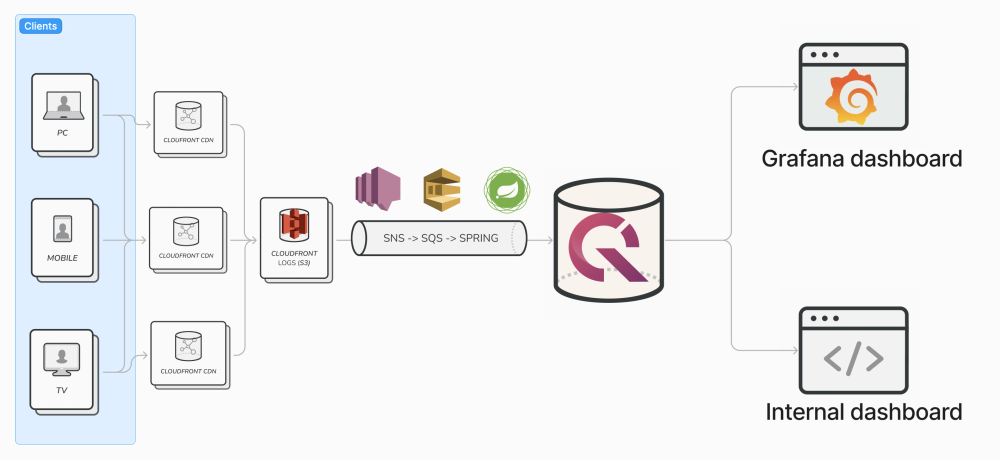 Clients
PC
MOBILE
TV
CLOUDFRONT CDN
CLOUDFRONT CDN
CLOUDFRONT CDN
CLOUDFRONT
LOGS (S3)
SNS -> SQS -> SPRING
Grafana dashboard
Internal dashboard